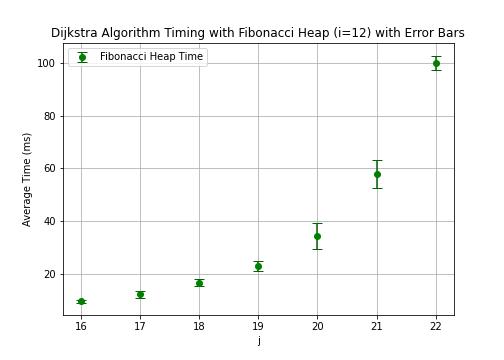 Dijkstra Algorithm Timing with Fibonacci Heap (i=12) with Error Bars
Fibonacci Heap Time
100
80
60
40
20
Average Time (ms)
16 17 18 19 20 21 22
j